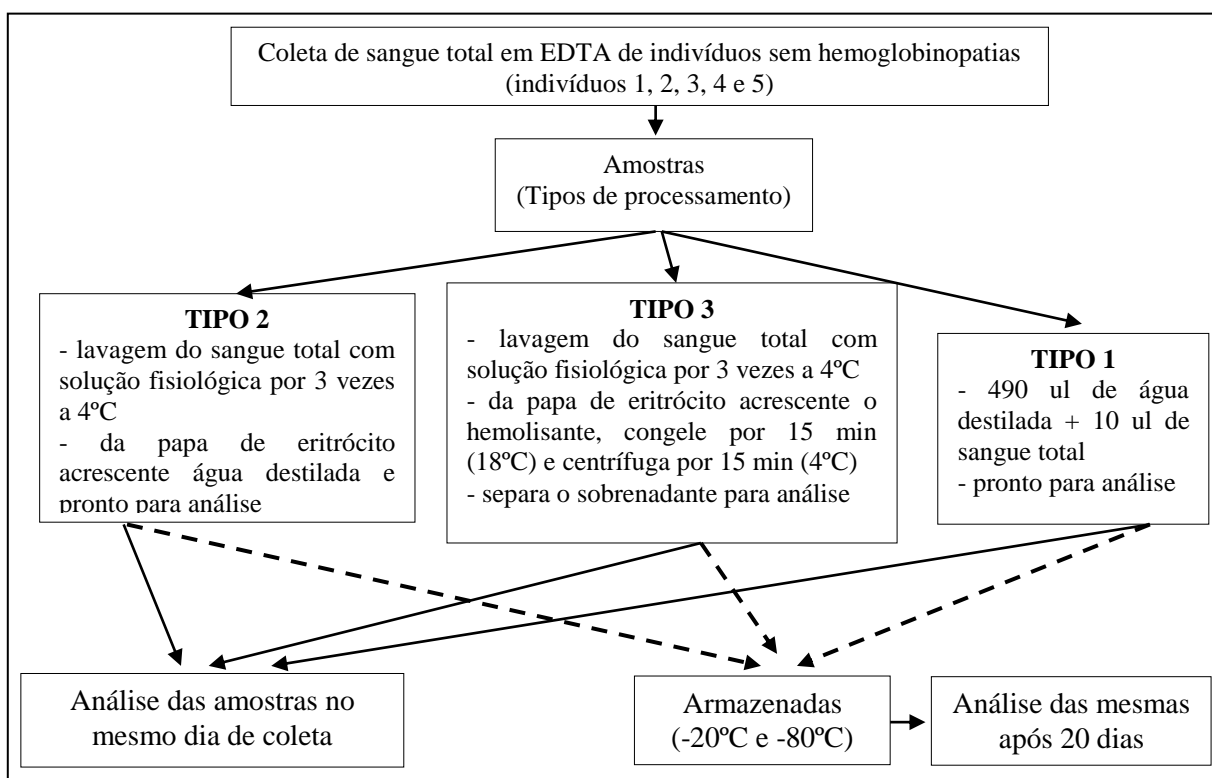 Coleta de sangue total em EDTA de indivíduos sem hemoglobinopatias
(indivíduos 1, 2, 3, 4 e 5)
Amostras
(Tipos de processamento)
TIPO 2
- lavagem do sangue total com
solução fisiológica por 3 vezes
a 4ºC
- da papa de eritrócito
acrescente água destilada e
pronto para análise
TIPO 3
- lavagem do sangue total com
solução fisiológica por 3 vezes a 4ºC
- da papa de eritrócito acrescente o
hemolisante, congele por 15 min
(18ºC) e centrífuga por 15 min (4ºC)
- separa o sobrenadante para análise
TIPO 1
- 490 ul de água
destilada + 10 ul de
sangue total
- pronto para análise
Análise das amostras no
mesmo dia de coleta
Armazenadas
(-20ºC e -80ºC)
Análise das mesmas
após 20 dias